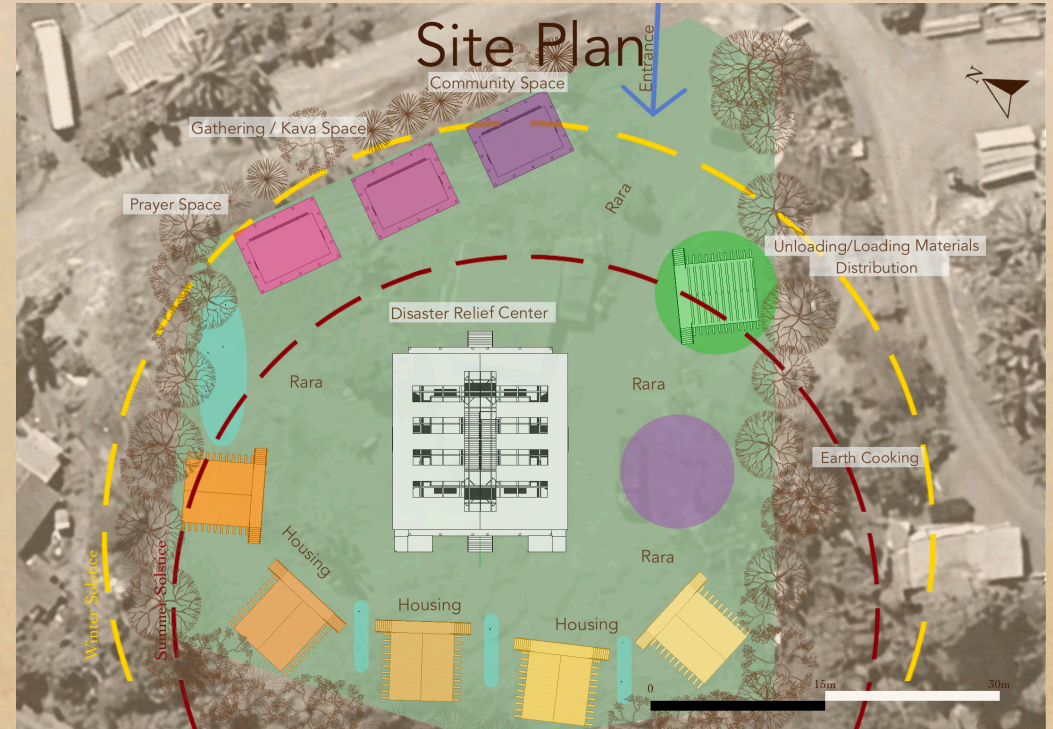 Site Plan
Entrance
Community Space
N
Gathering / Kava Space
Prayer Space
Rara
Unloading/Loading Materials
Distribution
Disaster Relief Center
Rara
Rara
Earth Cooking
Rara
Housing
Winter Solstice
Summer Solstice
Housing
Housing
0
15m
30m